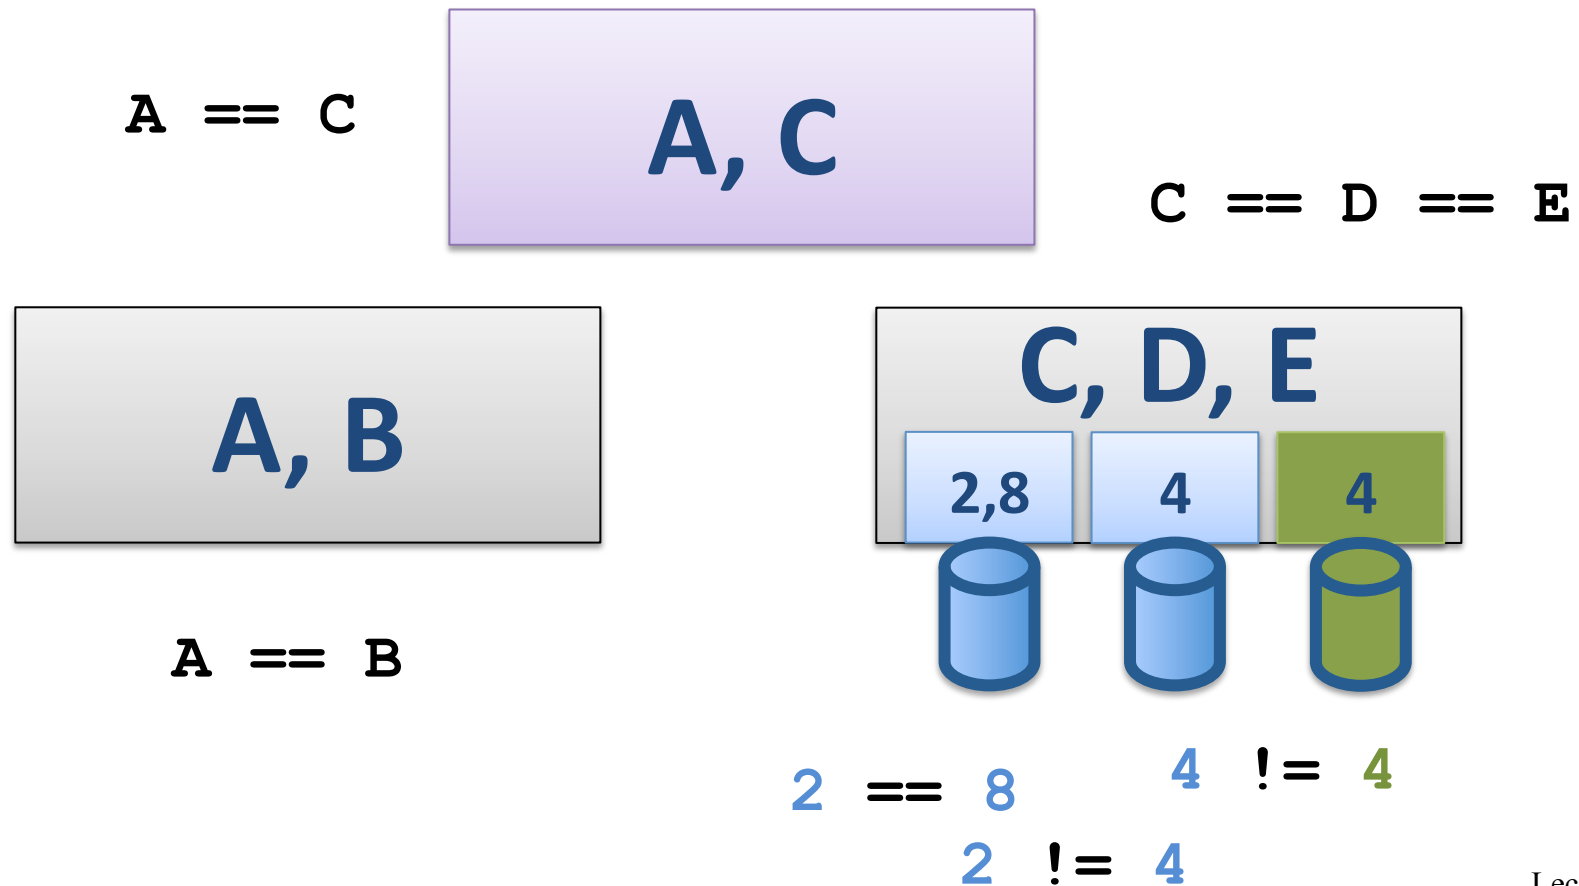 A == C
A, C
C == D == E
A, B
C, D, E
2,8
4
4
A == B
2 == 8
4 != 4
2 != 4